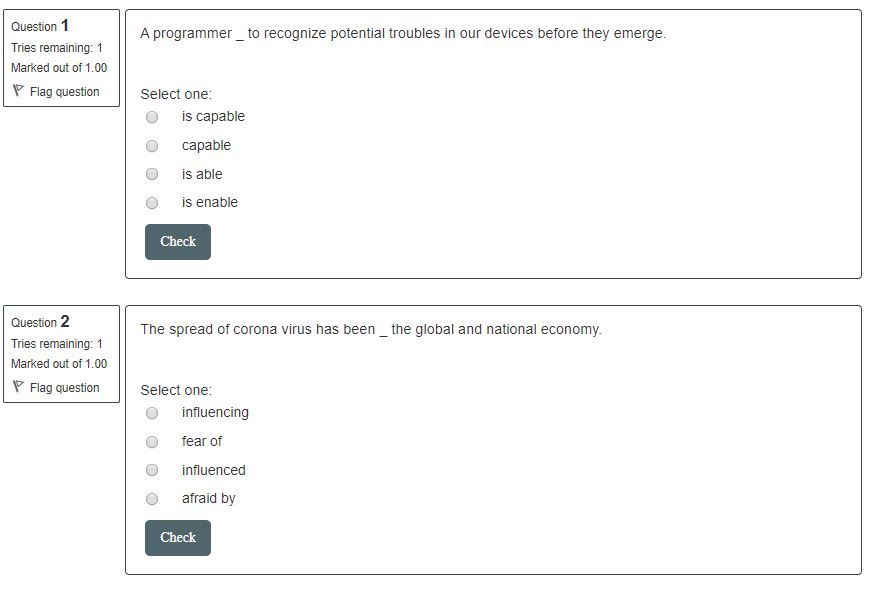 Question 1
Tries remaining: 1
Marked out of 1.00
Flag question
A programmer _ to recognize potential troubles in our devices before they emerge.
Select one:
is capable
capable
is able
is enable
Check
Question 2
Tries remaining: 1
Marked out of 1.00
Flag question
The spread of corona virus has been _ the global and national economy.
Select one:
influencing
fear of
influenced
afraid by
Check